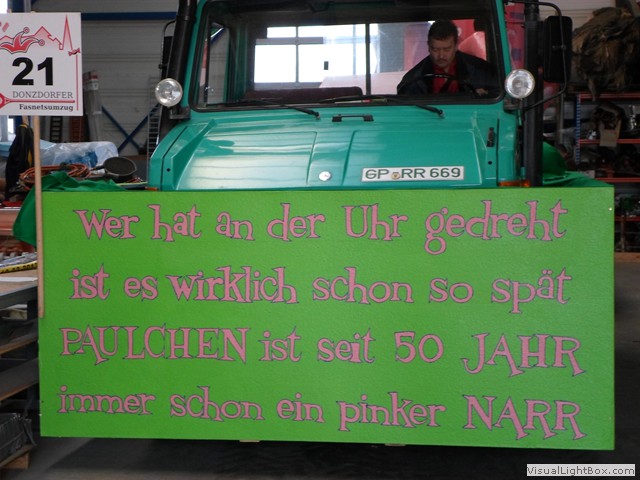 21
DONZDORFER
Fasnetsumzug
GP RR 669
Wer hat an der Uhr gedreht
ist es wirklich schon so spät
PAULCHEN ist seit 50 JAHR
immer schon ein pinker NARR
VisualLightBox.com